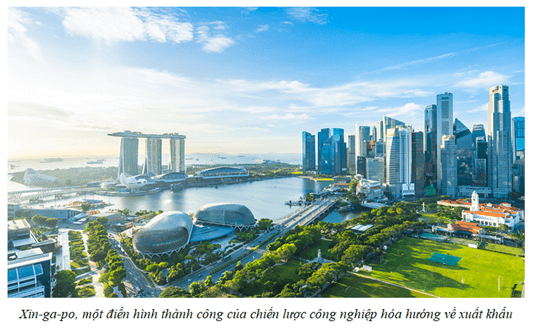 Xin-ga-po, một điển hình thành công của chiến lược công nghiệp hóa hướng về xuất khẩu